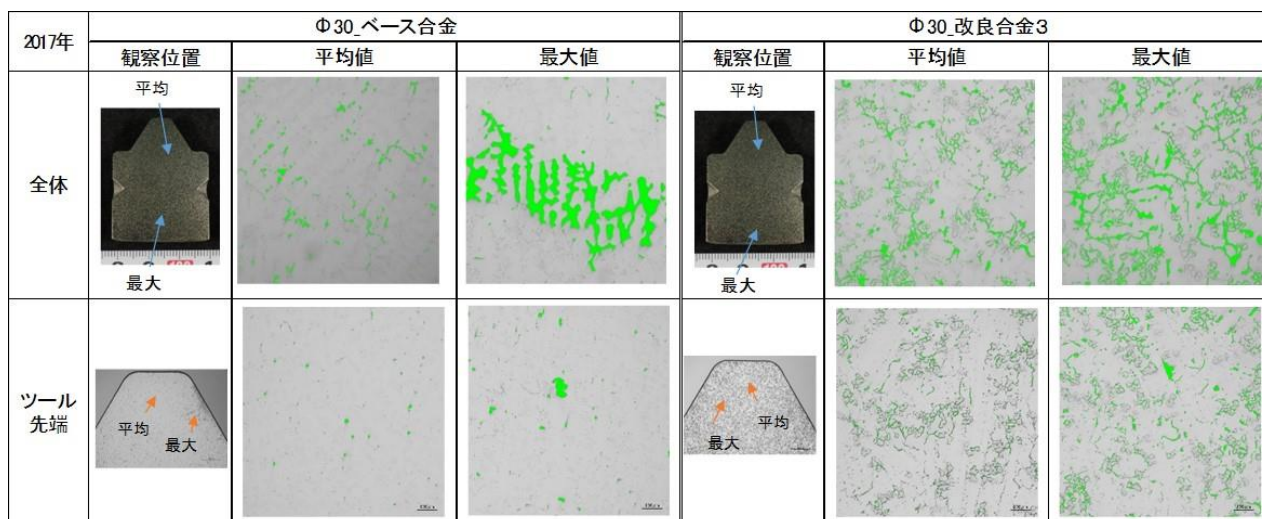 2017年
Φ30_ベース合金
Φ30_改良合金3
観察位置
平均値
最大値
観察位置
平均値
最大値
全体
平均
最大
平均
最大
ツール
先端
平均
最大
平均
最大